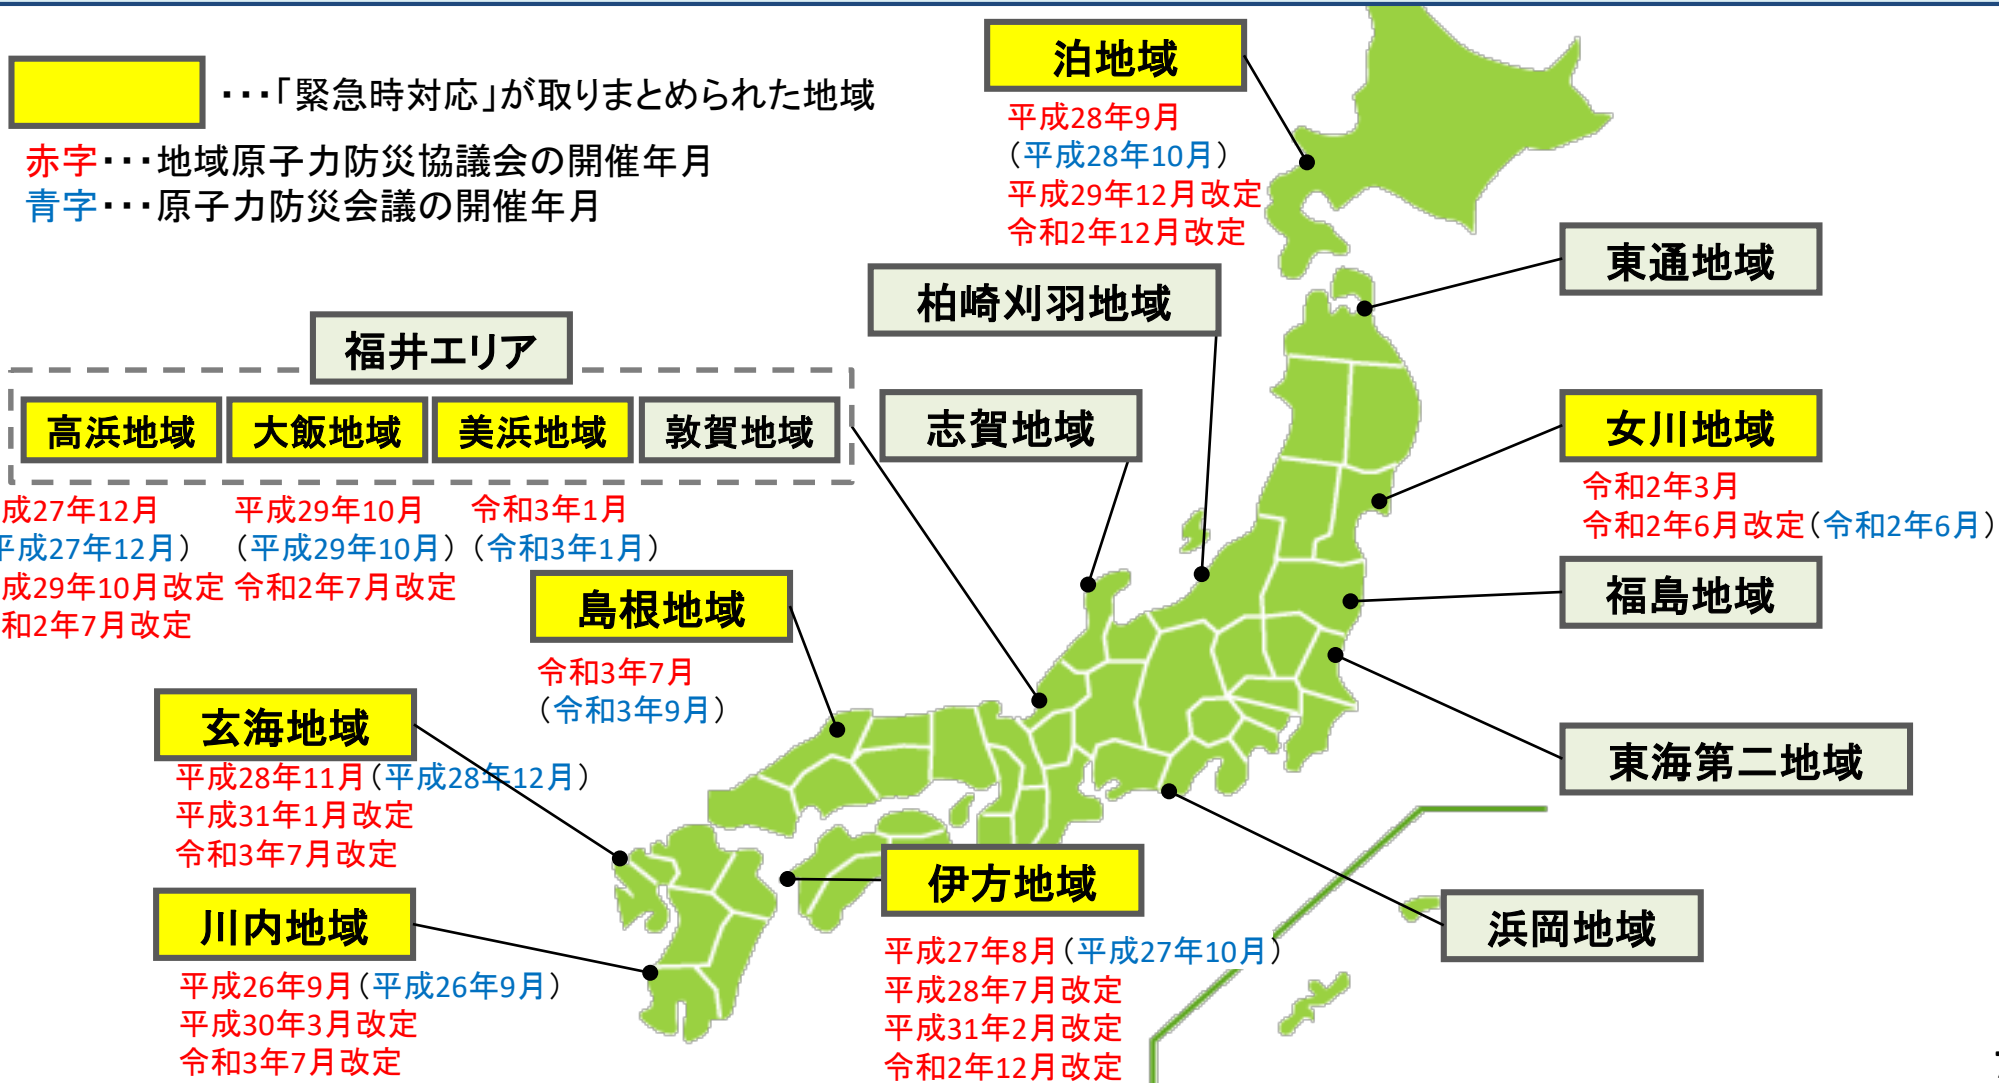 ・・・「緊急時対応」が取りまとめられた地域
赤字・・・地域原子力防災協議会の開催年月
青字・・・原子力防災会議の開催年月
泊地域
平成28年9月
（平成28年10月）
平成29年12月改定
令和2年12月改定
東通地域
柏崎刈羽地域
福井エリア
高浜地域
大飯地域
美浜地域
敦賀地域
成27年12月
平成27年12月）
成29年10月改定
和2年7月改定
平成29年10月
（平成29年10月）
令和2年7月改定
令和3年1月
（令和3年1月）
志賀地域
女川地域
令和2年3月
令和2年6月改定（令和2年6月）
福島地域
島根地域
令和3年7月
（令和3年9月）
東海第二地域
玄海地域
平成28年11月（平成28年12月）
平成31年1月改定
令和3年7月改定
伊方地域
平成27年8月（平成27年10月）
平成28年7月改定
平成31年2月改定
令和2年12月改定
浜岡地域
川内地域
平成26年9月（平成26年9月）
平成30年3月改定
令和3年7月改定